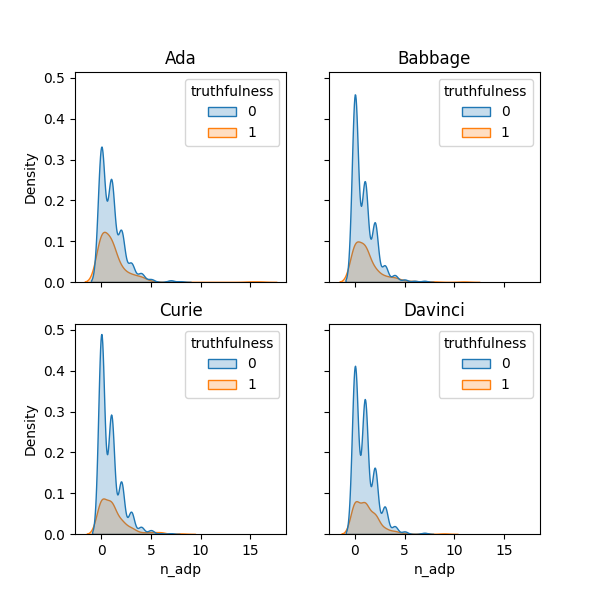 Ada
Babbage
0.5
0.4
0.3
0.2
0.1
0.0
Density
truthfulness
0
1
truthfulness
0
1
Curie
Davinci
0.5
0.4
0.3
0.2
0.1
0.0
Density
truthfulness
0
1
truthfulness
0
1
0 5 10 15
0 5 10 15
n_adp
n_adp